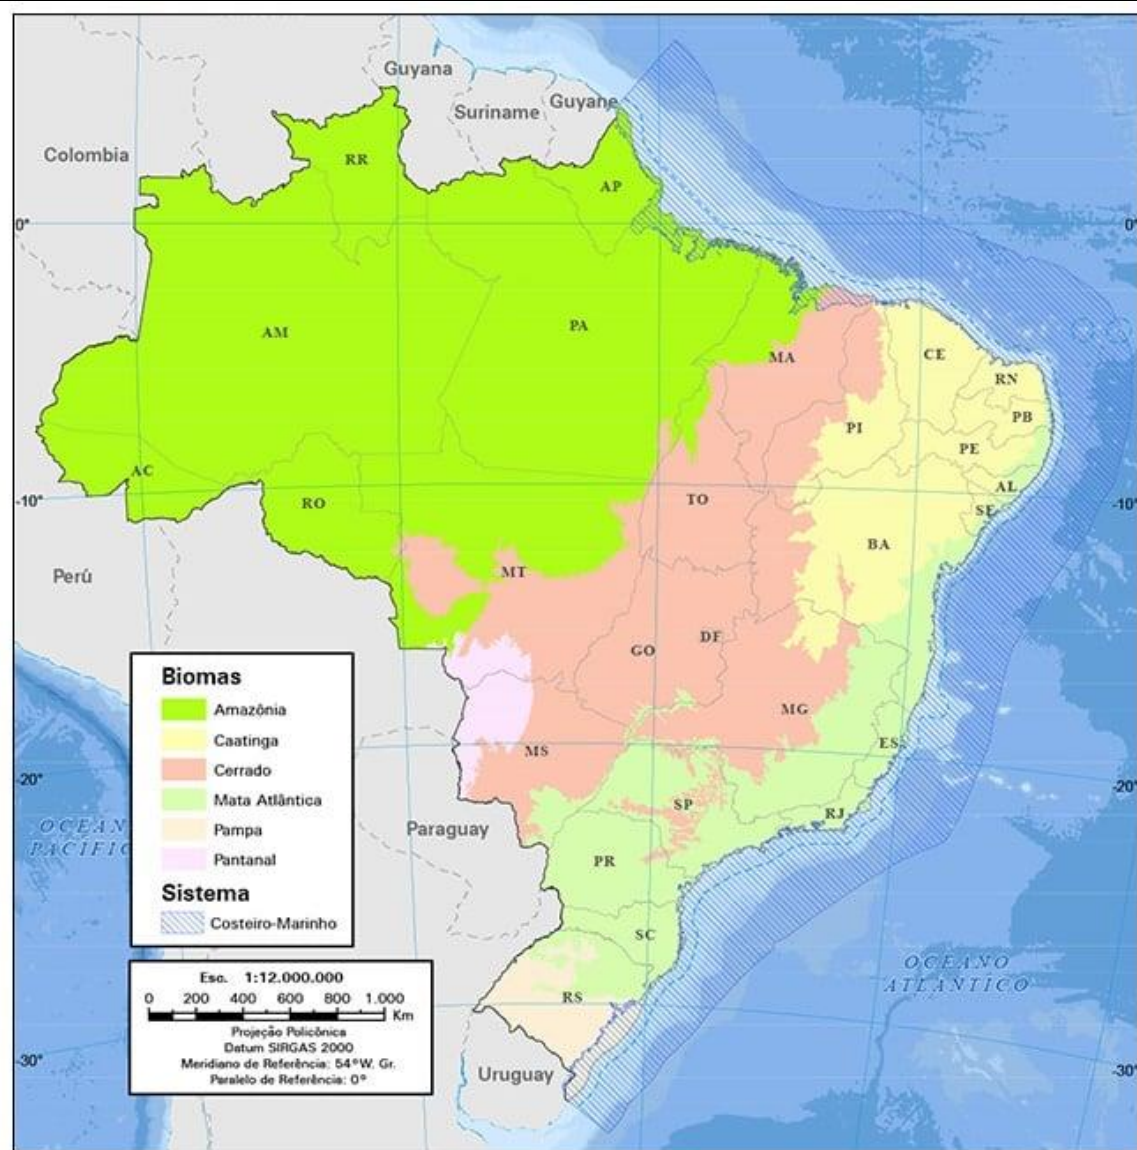 Guyana
Suriname
Guyane
Colombia
RR
AP
0°
0°
AM
PA
MA
CE
RN
PB
PI
PE
AC
AL
-10°
RO
TO
SE
-10°
BA
Perú
MT
GO
DF
Biomas
Amazônia
MG
Caatinga
MS
ES
Cerrado
-20°
-20°
Mata Atlântica
SP
RJ
OCEANO
PACÍFICO
Pampa
Paraguay
Pantanal
PR
Sistema
Costeiro-Marinho
SC
OCEANO
ATLÂNTICO
Esc. 1:12.000.000
0 200 400 600 800 1.000
Km
RS
Projeção Policônica
Datum SIRGAS 2000
Meridiano de Referência: 54°W. Gr.
Paralelo de Referência: 0°
-30°
Uruguay
-30°